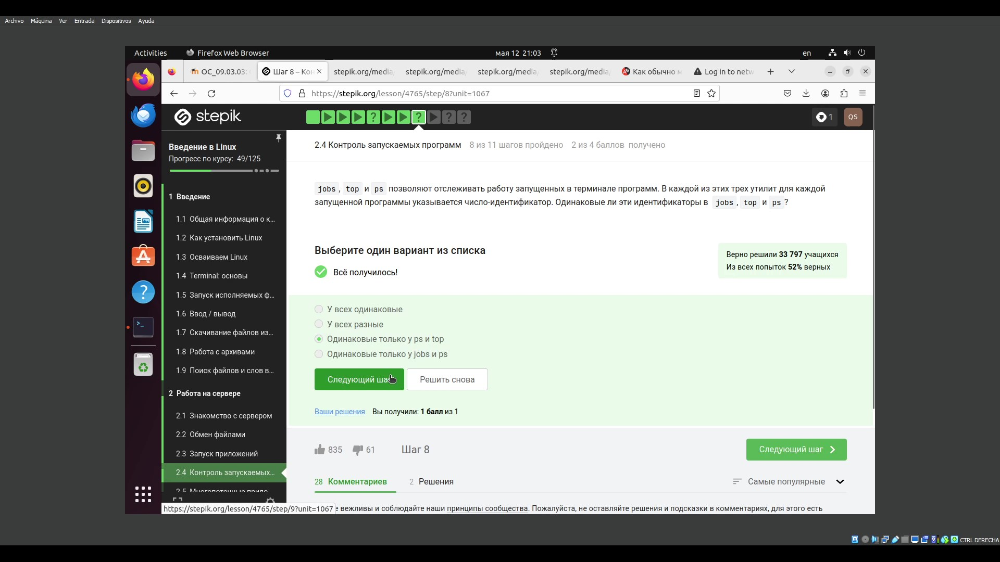 Archivo Máquina Ver Entrada Dispositivos Ayuda
Activities Firefox Web Browser мая 12 21:03 en
ОС_09.03.03: Шаг 8 – Кон stepik.org/media stepik.org/media stepik.org/media stepik.org/media Как обычно Log in to netw
https://stepik.org/lesson/4765/step/8?unit=1067
stepik 1 QS
Введение в Linux
Прогресс по курсу: 49/125
1 Введение
1.1 Общая информация о к...
1.2 Как установить Linux
1.3 Осваиваем Linux
1.4 Terminal: основы
1.5 Запуск исполняемых ф...
1.6 Ввод / вывод
1.7 Скачивание файлов из...
1.8 Работа с архивами
1.9 Поиск файлов и слов в...
2 Работа на сервере
2.1 Знакомство с сервером
2.2 Обмен файлами
2.3 Запуск приложений
2.4 Контроль запускаемых...
https://stepik.org/lesson/4765/step/9?unit=1067
2.4 Контроль запускаемых программ 8 из 11 шагов пройдено 2 из 4 баллов получено
jobs, top и ps позволяют отслеживать работу запущенных в терминале программ. В каждой из этих трех утилит для каждой
запущенной программы указывается число-идентификатор. Одинаковые ли эти идентификаторы в jobs, top и ps?
Выберите один вариант из списка
Всё получилось!
Верно решили 33 797 учащихся
Из всех попыток 52% верных
У всех одинаковые
У всех разные
Одинаковые только у ps и top
Одинаковые только у jobs и ps
Следующий шаг Решить снова
Ваши решения Вы получили: 1 балл из 1
835 61 Шаг 8 Следующий шаг
28 Комментариев 2 Решения Самые популярные
вежливы и соблюдайте наши принципы сообщества. Пожалуйста, не оставляйте решения и подсказки в комментариях, для этого есть
CTRL DERECHA